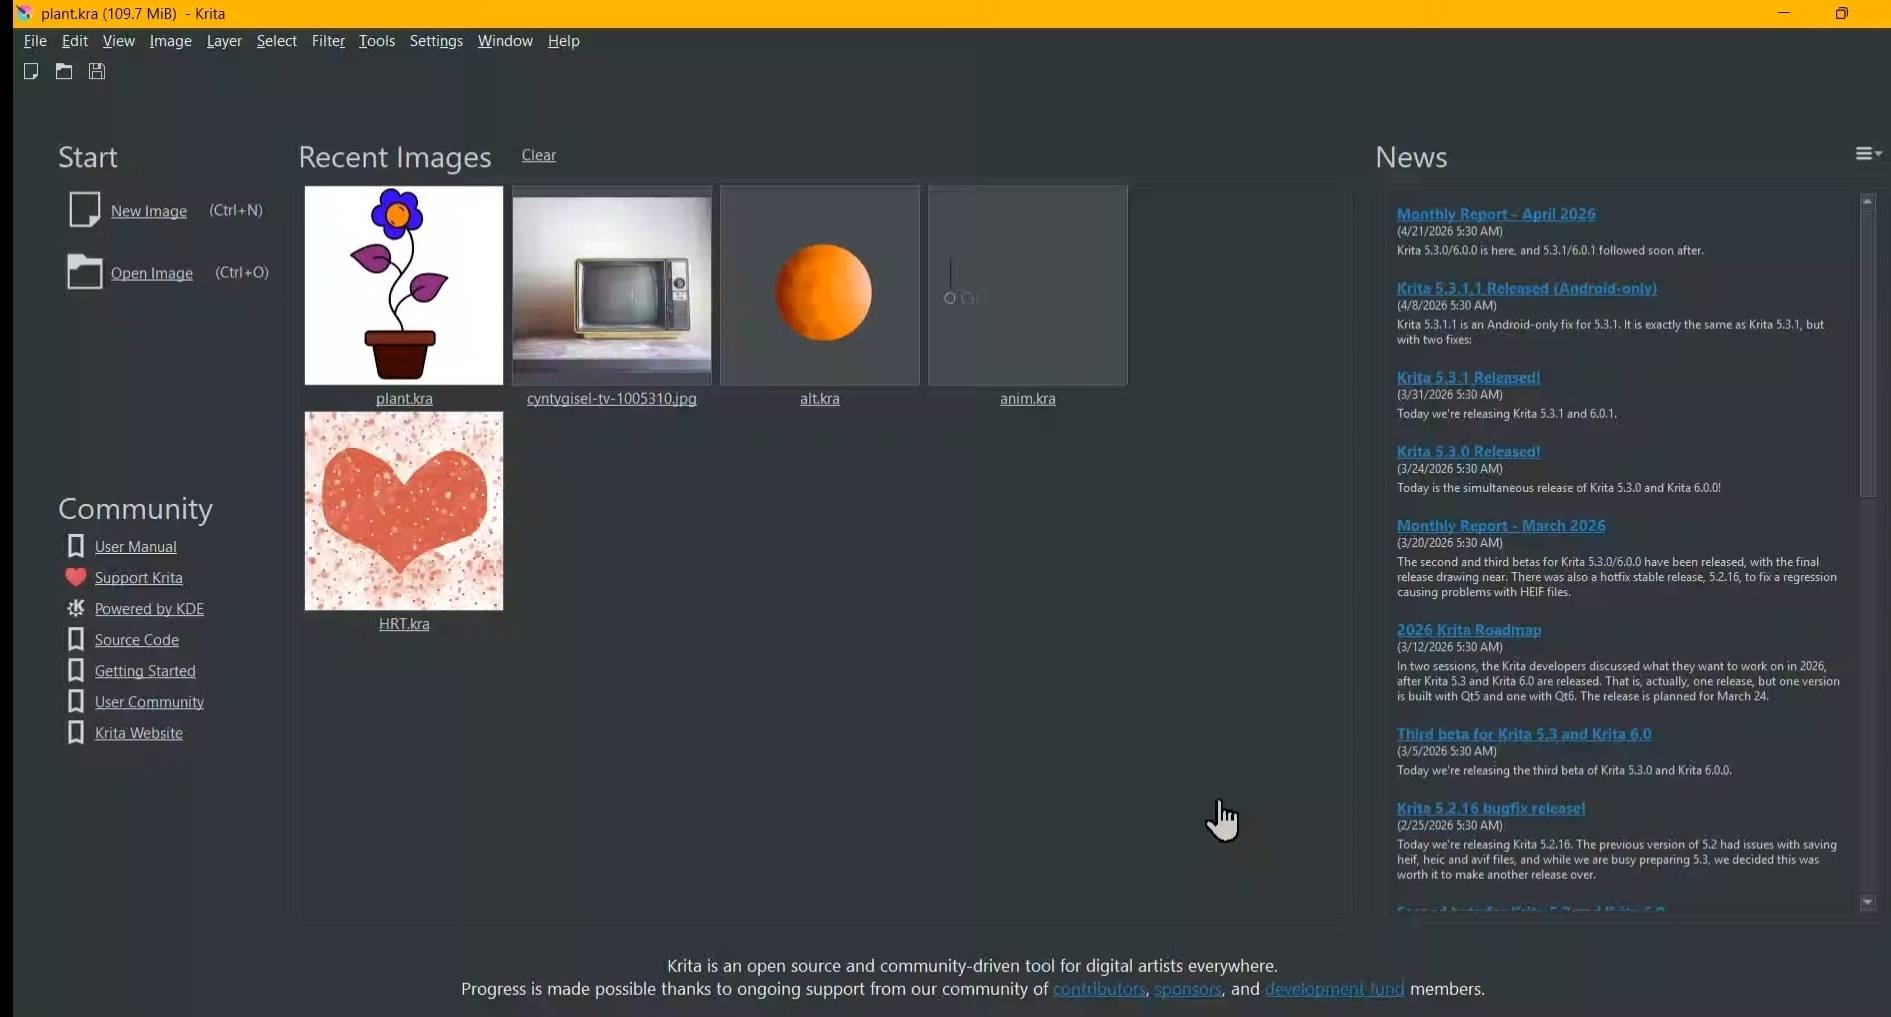 plant.kra (109.7 MiB) - Krita
File Edit View Image Layer Select Filter Tools Settings Window Help
Start
New Image (Ctrl+N)
Open Image (Ctrl+O)
Community
User Manual
Support Krita
Powered by KDE
Source Code
Getting Started
User Community
Krita Website
Recent Images Clear
plant.kra
cyntygisel-tv-1005310.jpg
alt.kra
anim.kra
HRT.kra
News
Monthly Report - April 2026
(4/21/2026 5:30 AM)
Krita 5.3.0/6.0.0 is here, and 5.3.1/6.0.1 followed soon after.
Krita 5.3.1.1 Released (Android-only)
(4/8/2026 5:30 AM)
Krita 5.3.1.1 is an Android-only fix for 5.3.1. It is exactly the same as Krita 5.3.1, but
with two fixes:
Krita 5.3.1 Released!
(3/31/2026 5:30 AM)
Today we're releasing Krita 5.3.1 and 6.0.1.
Krita 5.3.0 Released!
(3/24/2026 5:30 AM)
Today is the simultaneous release of Krita 5.3.0 and Krita 6.0.0!
Monthly Report - March 2026
(3/20/2026 5:30 AM)
The second and third betas for Krita 5.3.0/6.0.0 have been released, with the final
release drawing near. There was also a hotfix stable release, 5.2.16, to fix a regression
causing problems with HEIF files.
2026 Krita Roadmap
(3/12/2026 5:30 AM)
In two sessions, the Krita developers discussed what they want to work on in 2026,
after Krita 5.3 and Krita 6.0 are released. That is, actually, one release, but one version
is built with Qt5 and one with Qt6. The release is planned for March 24.
Third beta for Krita 5.3 and Krita 6.0
(3/5/2026 5:30 AM)
Today we're releasing the third beta of Krita 5.3.0 and Krita 6.0.0.
Krita 5.2.16 bugfix release!
(2/25/2026 5:30 AM)
Today we're releasing Krita 5.2.16. The previous version of 5.2 had issues with saving
heif, heic and avif files, and while we are busy preparing 5.3, we decided this was
worth it to make another release over.
Krita is an open source and community-driven tool for digital artists everywhere.
Progress is made possible thanks to ongoing support from our community of contributors, sponsors, and development fund members.